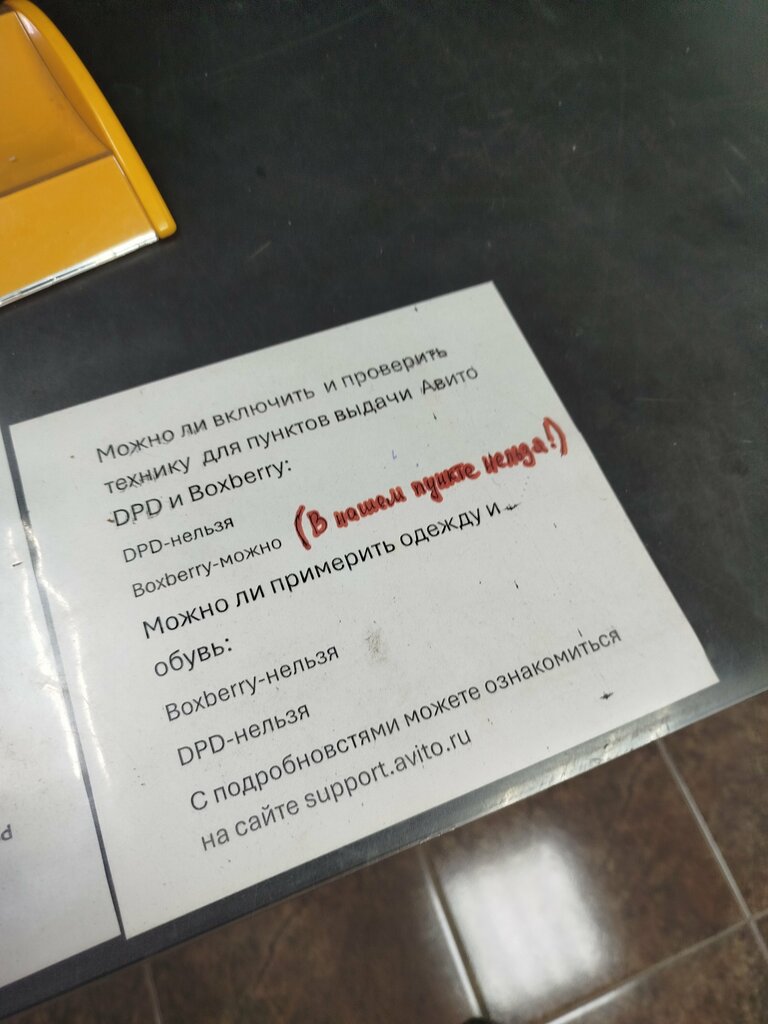 Можно ли включить и проверить
технику для пунктов выдачи Авито
DPD и Boxberry:
DPD-нельзя
Boxberry-можно (В нашем пункте нельзя!)
Можно ли примерить одежду и
обувь:
Boxberry-нельзя
DPD-нельзя
С подробновстями можете ознакомиться
на сайте support.avito.ru